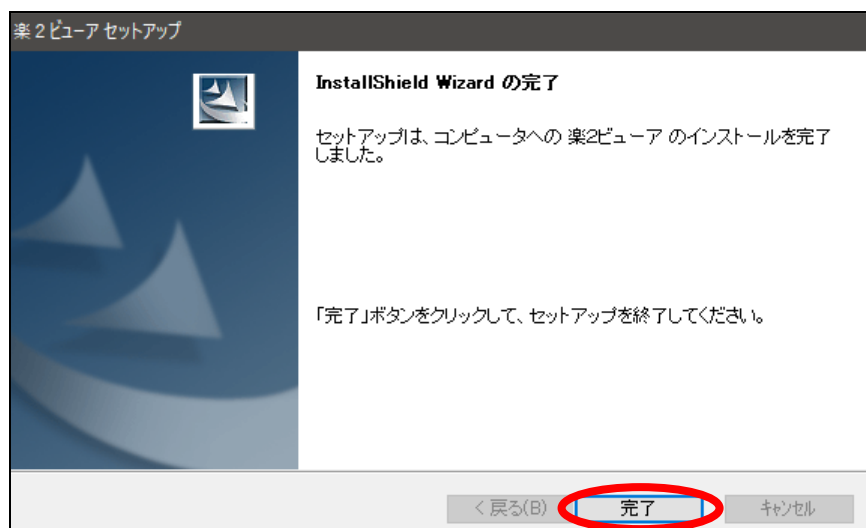 楽2ビューア セットアップ
InstallShield Wizard の完了
セットアップは、コンピュータへの 楽2ビューア のインストールを完了
しました。
「完了」ボタンをクリックして、セットアップを終了してください。
< 戻る(B)
完了
キャンセル